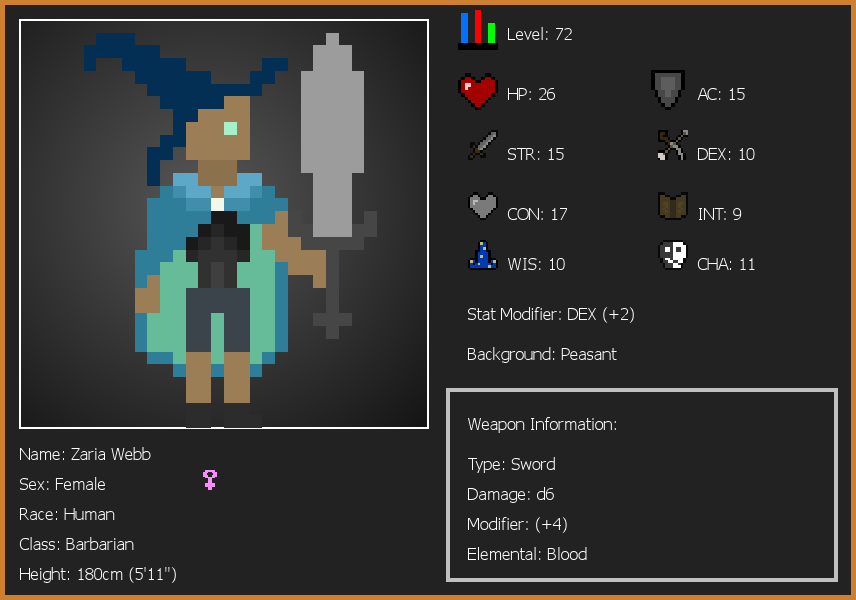 Level: 72
HP: 26
AC: 15
STR: 15
DEX: 10
CON: 17
INT: 9
WIS: 10
CHA: 11
Stat Modifier: DEX (+2)
Background: Peasant
Weapon Information:
Type: Sword
Damage: d6
Modifier: (+4)
Elemental: Blood
Name: Zaria Webb
Sex: Female
Race: Human
Class: Barbarian
Height: 180cm (5'11")